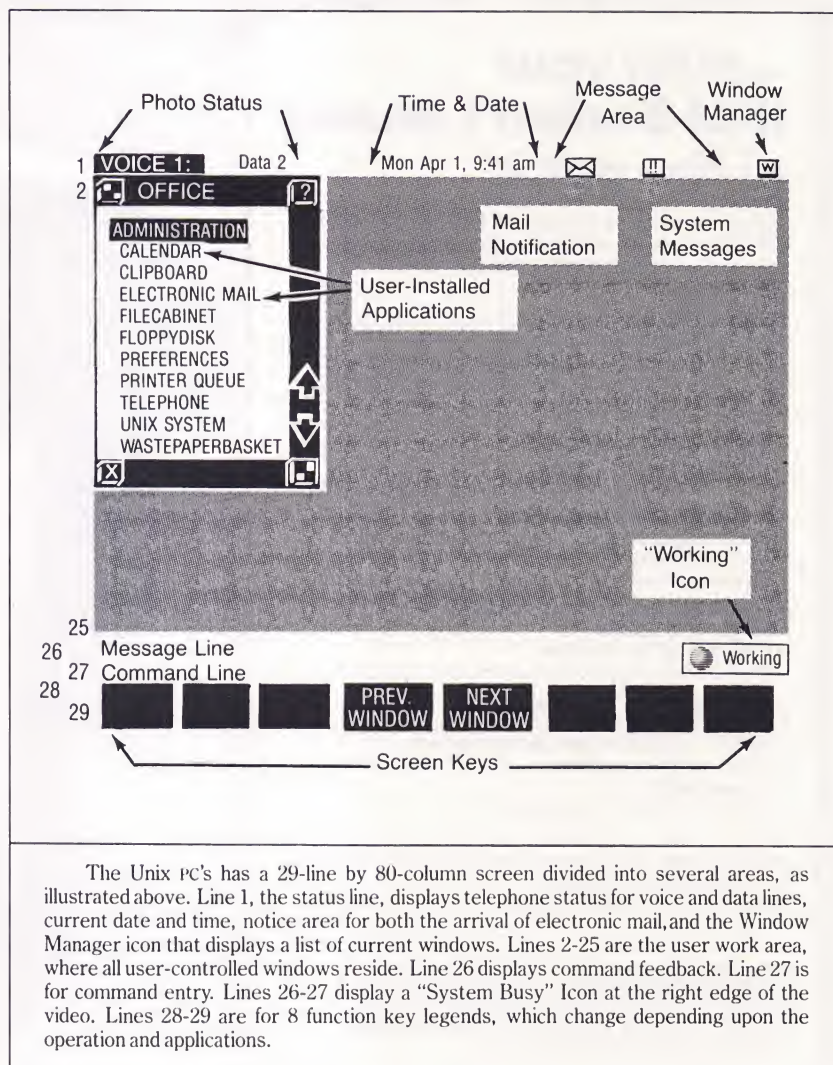 Photo Status
Time & Date
Message
Area
Window
Manager
1 VOICE 1: Data 2 Mon Apr 1, 9:41 am !! W
2 OFFICE ?
ADMINISTRATION
CALENDAR
CLIPBOARD
ELECTRONIC MAIL
FILECABINET
FLOPPYDISK
PREFERENCES
PRINTER QUEUE
TELEPHONE
UNIX SYSTEM
WASTEPAPERBASKET
X
User-Installed
Applications
Mail
Notification
System
Messages
"Working"
Icon
25
26 Message Line Working
27 Command Line
28 PREV. NEXT
29 WINDOW WINDOW
Screen Keys
The Unix PC's has a 29-line by 80-column screen divided into several areas, as
illustrated above. Line 1, the status line, displays telephone status for voice and data lines,
current date and time, notice area for both the arrival of electronic mail,and the Window
Manager icon that displays a list of current windows. Lines 2-25 are the user work area,
where all user-controlled windows reside. Line 26 displays command feedback. Line 27 is
for command entry. Lines 26-27 display a "System Busy" Icon at the right edge of the
video. Lines 28-29 are for 8 function key legends, which change depending upon the
operation and applications.